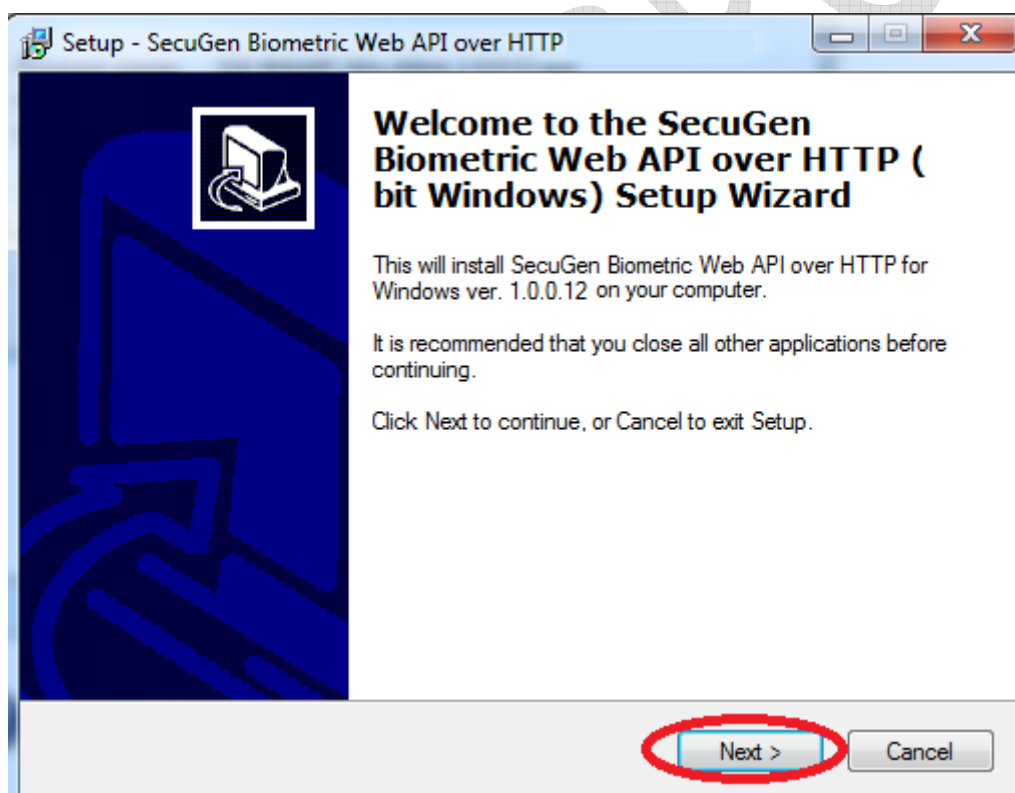 Setup - SecuGen Biometric Web API over HTTP
Welcome to the SecuGen
Biometric Web API over HTTP (
bit Windows) Setup Wizard
This will install SecuGen Biometric Web API over HTTP for
Windows ver. 1.0.0.12 on your computer.
It is recommended that you close all other applications before
continuing.
Click Next to continue, or Cancel to exit Setup.
Next >
Cancel